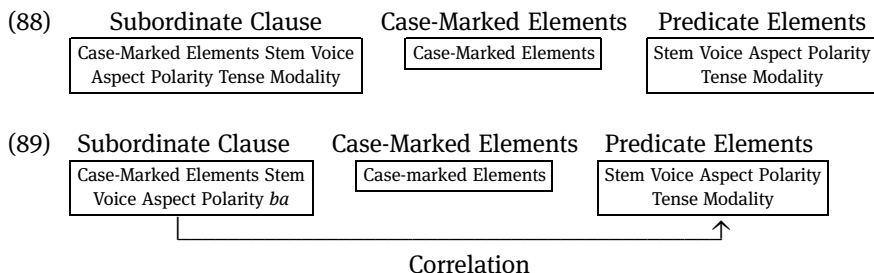 (88) Subordinate Clause Case-Marked Elements Predicate Elements
Case-Marked Elements Stem Voice Case-Marked Elements Stem Voice Aspect Polarity
Aspect Polarity Tense Modality Tense Modality
(89) Subordinate Clause Case-Marked Elements Predicate Elements
Case-Marked Elements Stem Case-marked Elements Stem Voice Aspect Polarity
Voice Aspect Polarity ba Tense Modality
Correlation